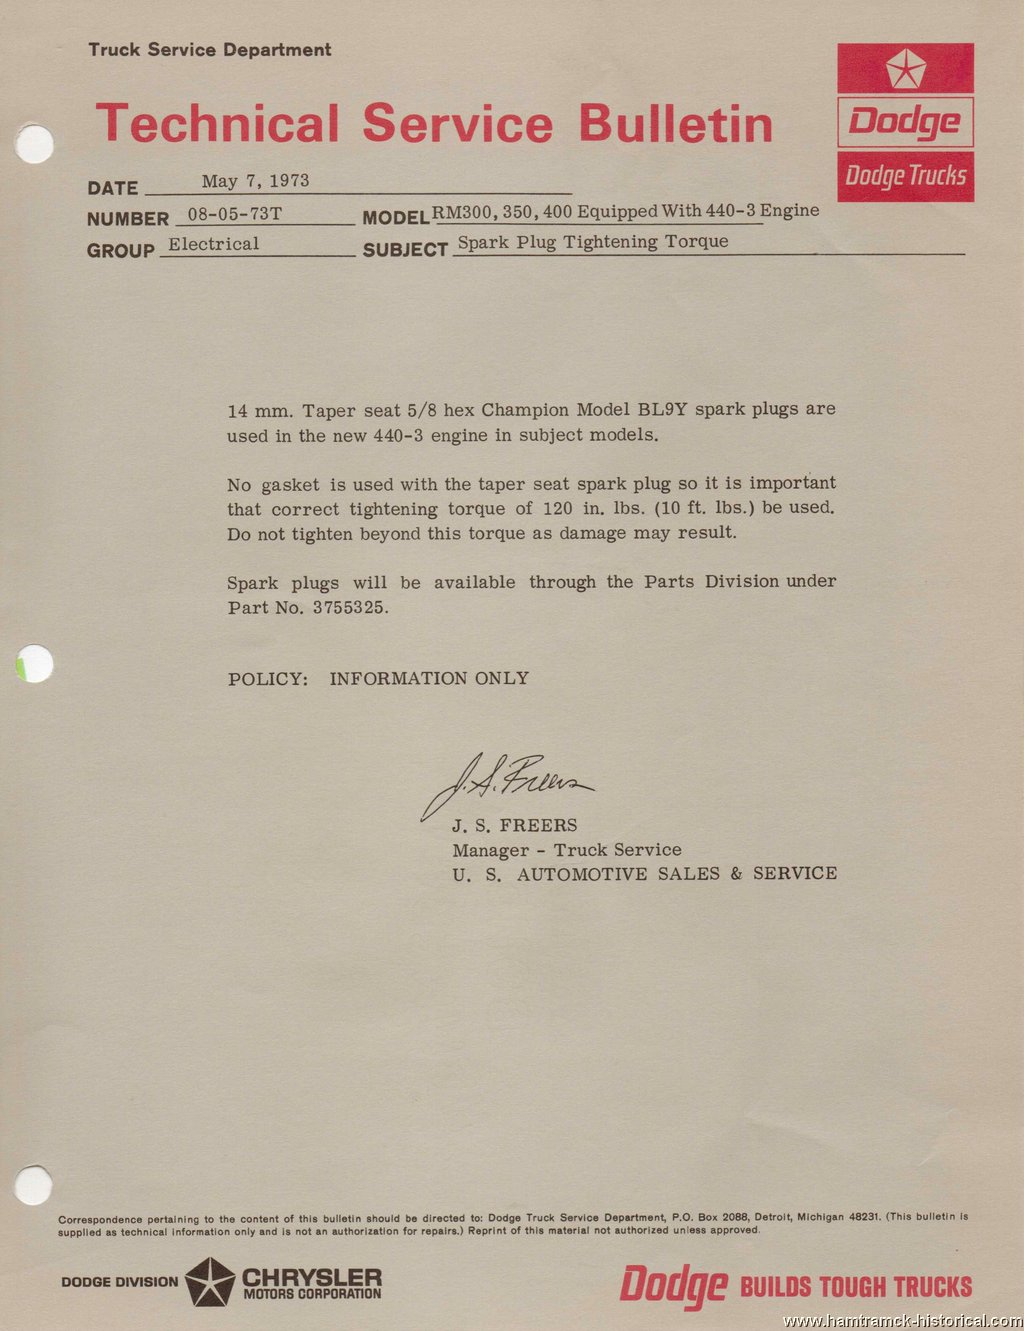 Truck Service Department
Technical Service Bulletin
Dodge
Dodge Trucks
DATE May 7, 1973
NUMBER 08-05-73T MODEL RM300, 350, 400 Equipped With 440-3 Engine
GROUP Electrical SUBJECT Spark Plug Tightening Torque
14 mm. Taper seat 5/8 hex Champion Model BL9Y spark plugs are
used in the new 440-3 engine in subject models.
No gasket is used with the taper seat spark plug so it is important
that correct tightening torque of 120 in. lbs. (10 ft. lbs.) be used.
Do not tighten beyond this torque as damage may result.
Spark plugs will be available through the Parts Division under
Part No. 3755325.
POLICY: INFORMATION ONLY
J. S. Freers
J. S. FREERS
Manager - Truck Service
U. S. AUTOMOTIVE SALES & SERVICE
Correspondence pertaining to the content of this bulletin should be directed to: Dodge Truck Service Department, P.O. Box 2088, Detroit, Michigan 48231. (This bulletin is
supplied as technical information only and is not an authorization for repairs.) Reprint of this material not authorized unless approved.
DODGE DIVISION CHRYSLER
MOTORS CORPORATION
Dodge BUILDS TOUGH TRUCKS
www.hamtramck-historical.com